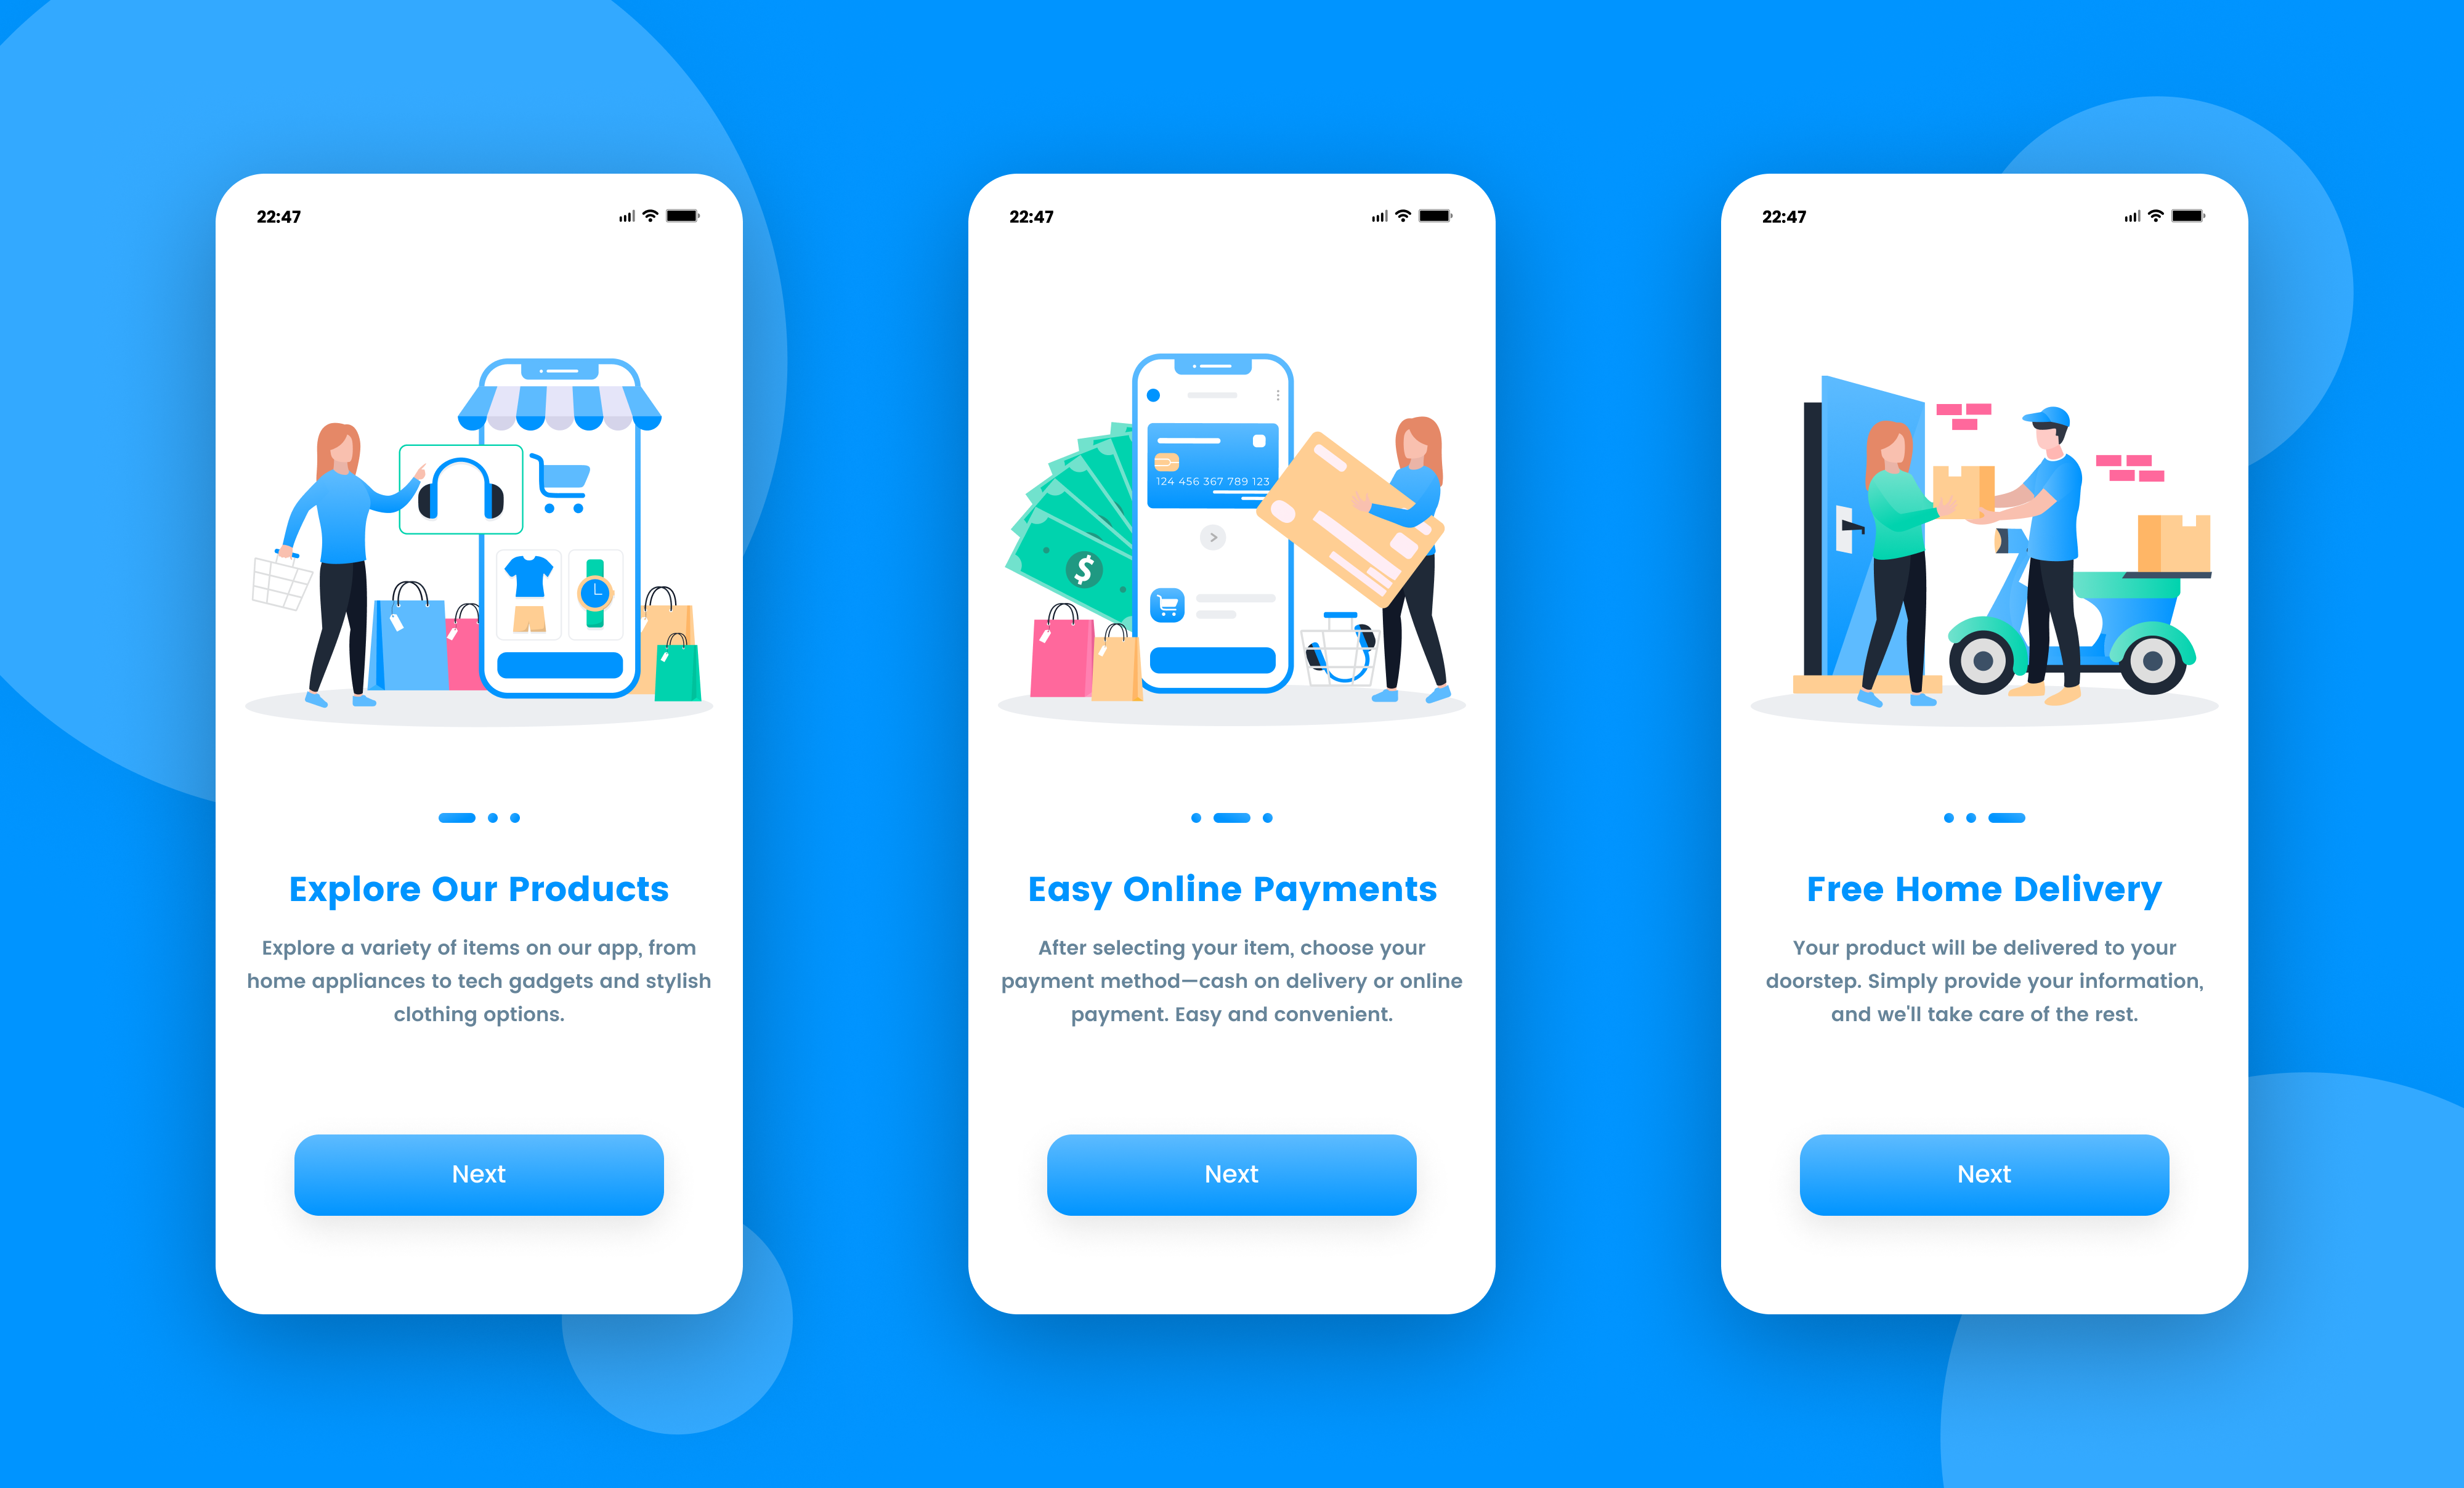 22:47
Explore Our Products
Explore a variety of items on our app, from
home appliances to tech gadgets and stylish
clothing options.
Next
22:47
124 456 367 789 123
$
Easy Online Payments
After selecting your item, choose your
payment method—cash on delivery or online
payment. Easy and convenient.
Next
22:47
Free Home Delivery
Your product will be delivered to your
doorstep. Simply provide your information,
and we'll take care of the rest.
Next